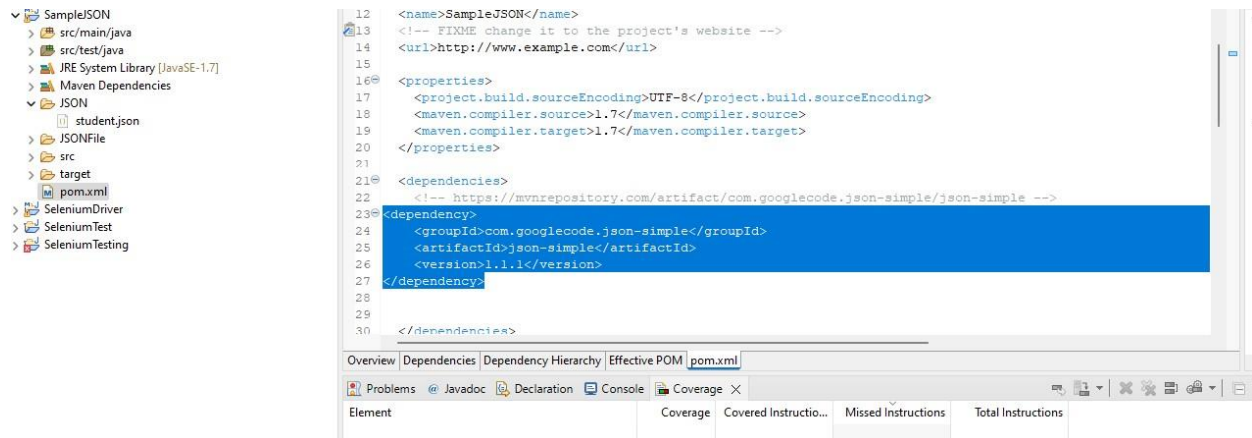 SampleJSON
src/main/java
src/test/java
JRE System Library [JavaSE-1.7]
Maven Dependencies
JSON
student.json
JSONFile
src
target
pom.xml
SeleniumDriver
SeleniumTest
SeleniumTesting
12 <name>SampleJSON</name>
13 <!-- FIXME change it to the project's website -->
14 <url>http://www.example.com</url>
15
16 <properties>
17 <project.build.sourceEncoding>UTF-8</project.build.sourceEncoding>
18 <maven.compiler.source>1.7</maven.compiler.source>
19 <maven.compiler.target>1.7</maven.compiler.target>
20 </properties>
21
21 <dependencies>
22 <!-- https://mvnrepository.com/artifact/com.googlecode.json-simple/json-simple -->
23 <dependency>
24 <groupId>com.googlecode.json-simple</groupId>
25 <artifactId>json-simple</artifactId>
26 <version>1.1.1</version>
27 </dependency>
28
29
30 </dependencies>
Overview Dependencies Dependency Hierarchy Effective POM pom.xml
Problems @ Javadoc Declaration Console Coverage
Element Coverage Covered Instructio... Missed Instructions Total Instructions